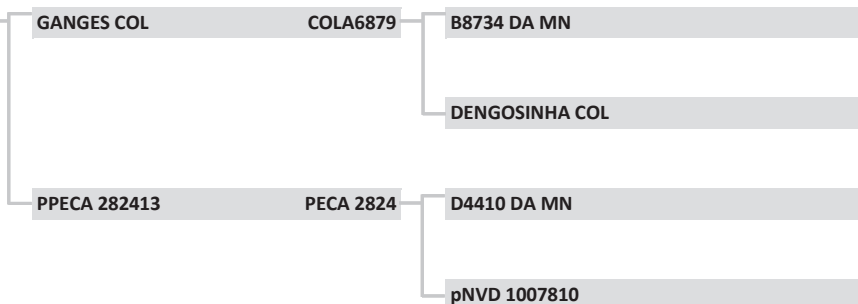 GANGES COL COLA6879 B8734 DA MN
DENGOSINHA COL
PPECA 282413 PECA 2824 D4410 DA MN
pNVD 1007810